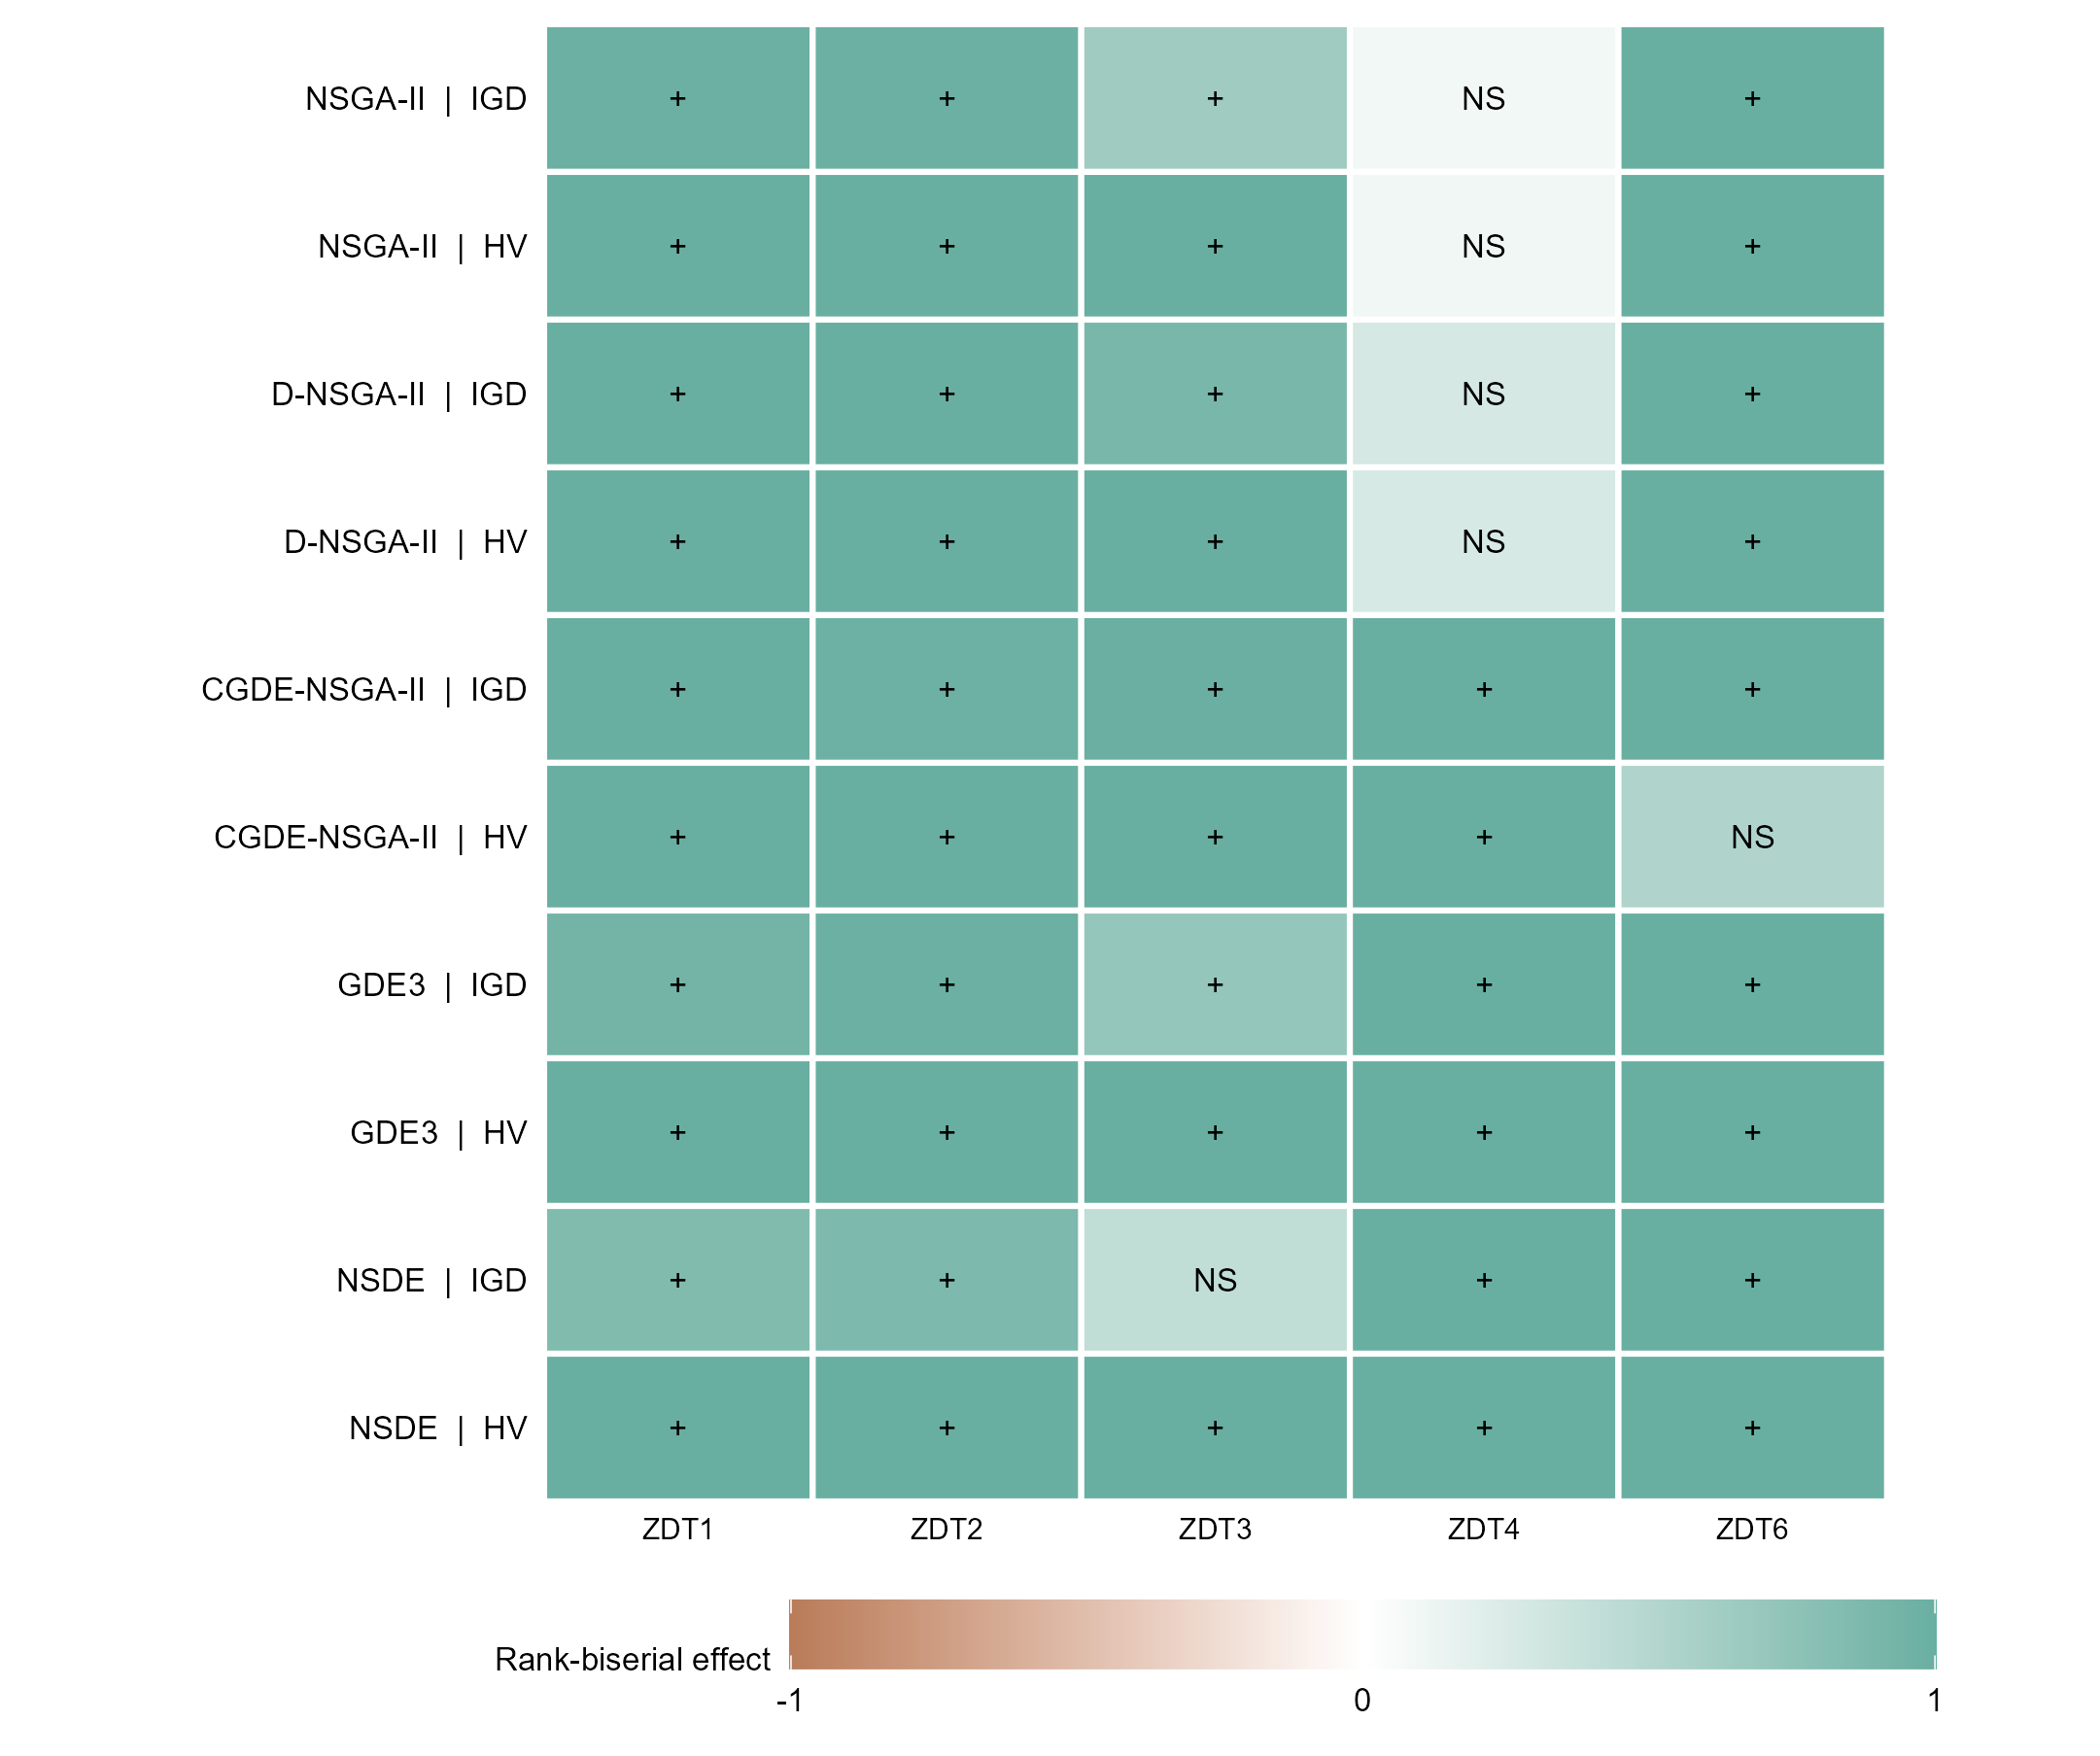 NSGA-II | IGD + + + NS +
NSGA-II | HV + + + NS +
D-NSGA-II | IGD + + + NS +
D-NSGA-II | HV + + + NS +
CGDE-NSGA-II | IGD + + + + +
CGDE-NSGA-II | HV + + + + NS
GDE3 | IGD + + + + +
GDE3 | HV + + + + +
NSDE | IGD + + NS + +
NSDE | HV + + + + +
ZDT1 ZDT2 ZDT3 ZDT4 ZDT6
Rank-biserial effect
-1 0 1